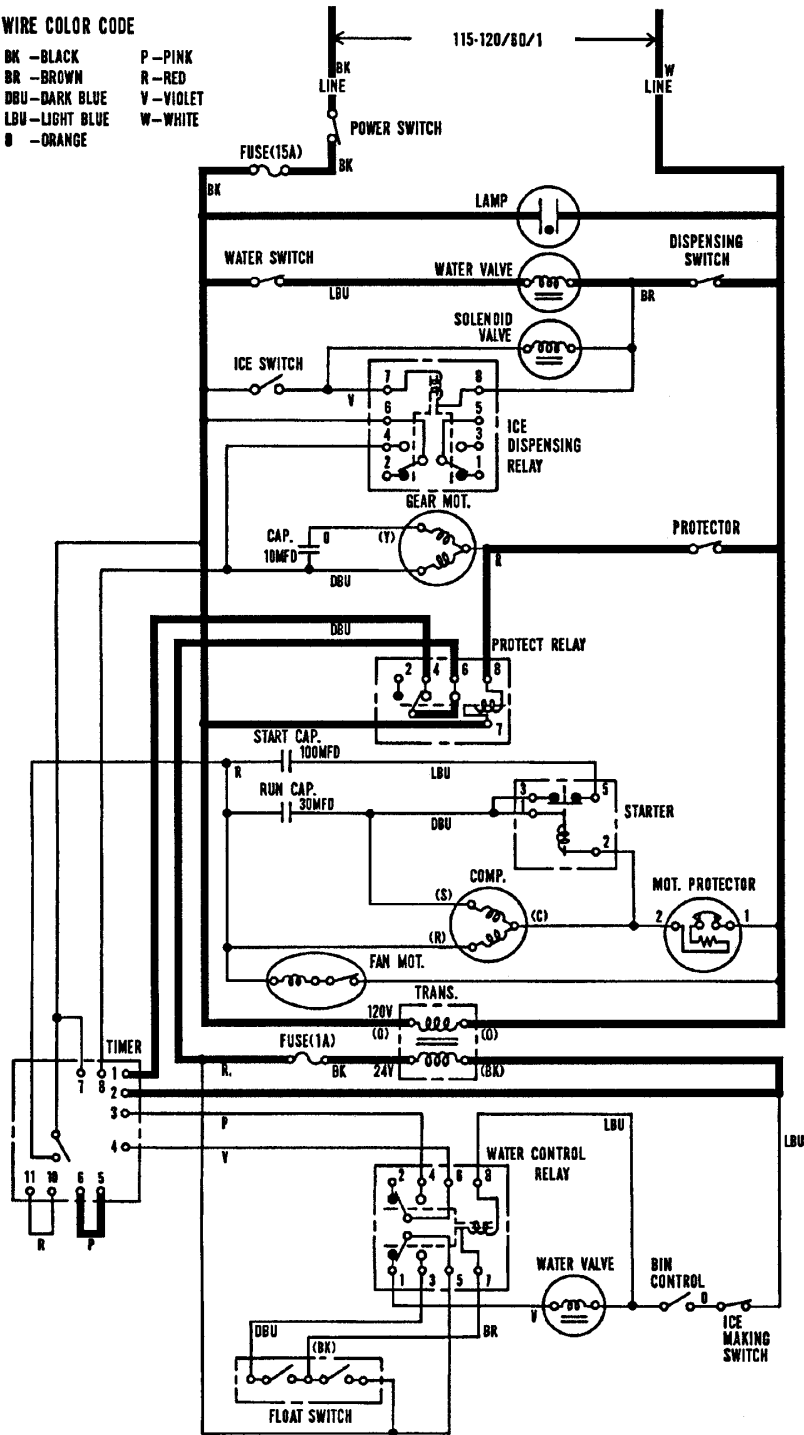 WIRE COLOR CODE
BK -BLACK P-PINK
BR -BROWN R-RED
DBU-DARK BLUE V-VIOLET
LBU-LIGHT BLUE W-WHITE
O -ORANGE
115-120/60/1
BK
LINE
W
LINE
POWER SWITCH
FUSE(15A)
BK
BK
LAMP
WATER SWITCH
WATER VALVE
DISPENSING
SWITCH
LBU
BR
SOLENOID
VALVE
ICE SWITCH
V
7 8
6 5
4 3
2 1
ICE
DISPENSING
RELAY
GEAR MOT.
CAP.
10MFD
O
(Y)
DBU
R
PROTECTOR
DBU
PROTECT RELAY
2 4 6 8
7
START CAP.
100MFD
R
LBU
RUN CAP.
30MFD
DBU
3 5
2
STARTER
COMP.
(S)
(C)
(R)
MOT. PROTECTOR
2 1
FAN MOT.
TRANS.
120V
(O) (O)
FUSE(1A)
R.
BK
24V
(BK)
TIMER
7 8 1
2
3
4
11 10 6 5
R P
P
V
LBU
LBU
WATER CONTROL
RELAY
2 4 6 8
1 3 5 7
WATER VALVE
BIN
CONTROL
O
V
ICE
MAKING
SWITCH
DBU
(BK)
BR
FLOAT SWITCH